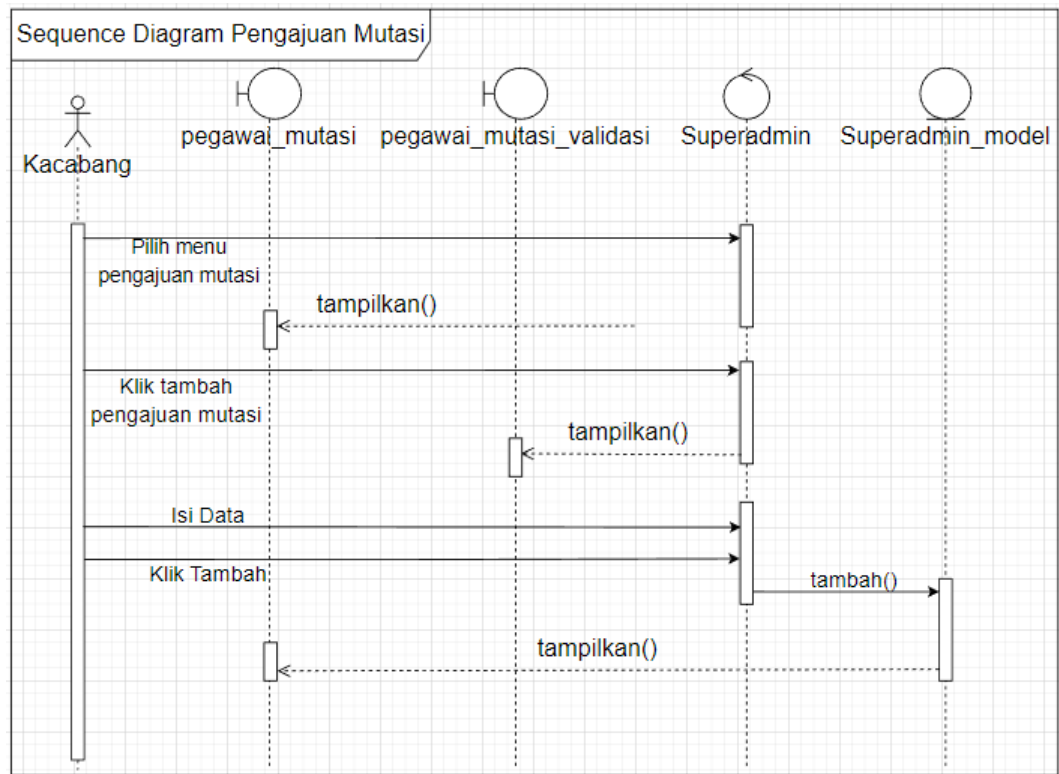 Sequence Diagram Pengajuan Mutasi
pegawai_mutasi
pegawai_mutasi_validasi
Superadmin
Superadmin_model
Kacabang
Pilih menu
pengajuan mutasi
tampilkan()
Klik tambah
pengajuan mutasi
tampilkan()
Isi Data
Klik Tambah
tambah()
tampilkan()